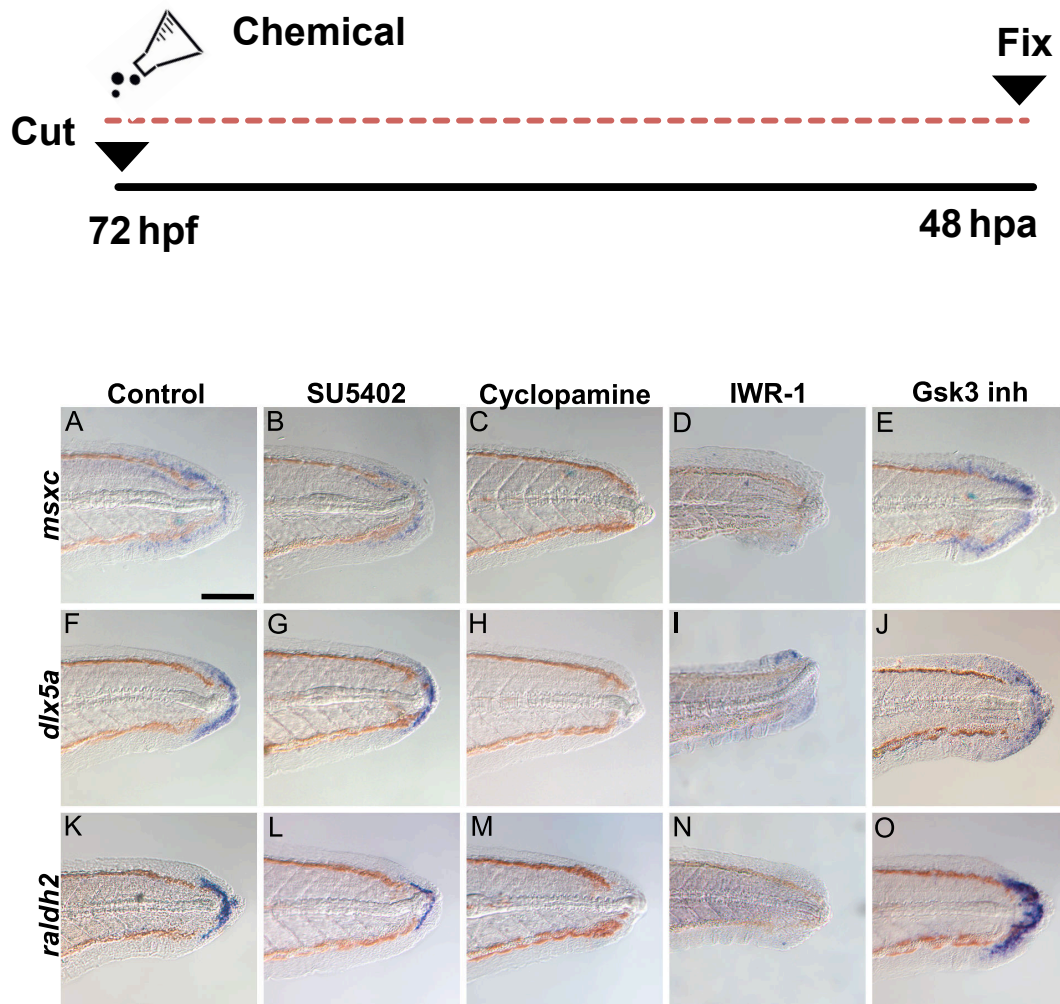 Chemical
Fix
Cut
72 hpf
48 hpa
Control SU5402 Cyclopamine IWR-1 Gsk3 inh
msxc
A B C D E
dlx5a
F G H I J
raldh2
K L M N O